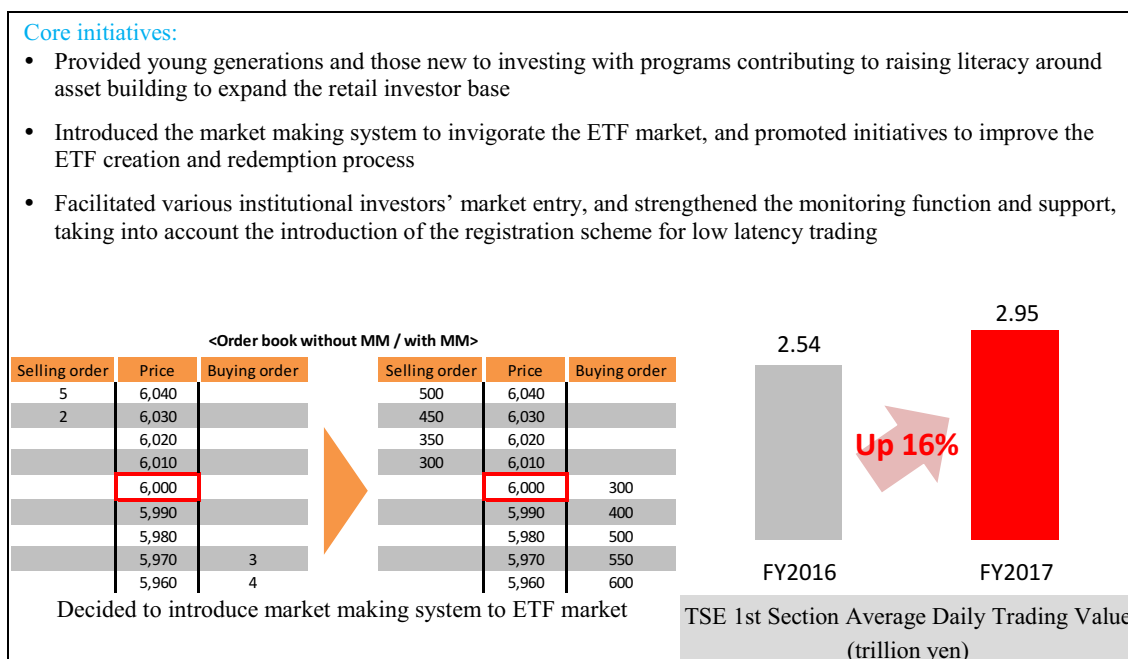 Core initiatives:
• Provided young generations and those new to investing with programs contributing to raising literacy around
asset building to expand the retail investor base
• Introduced the market making system to invigorate the ETF market, and promoted initiatives to improve the
ETF creation and redemption process
• Facilitated various institutional investors’ market entry, and strengthened the monitoring function and support,
taking into account the introduction of the registration scheme for low latency trading
<Order book without MM / with MM>
Selling order Price Buying order
5 6,040
2 6,030
6,020
6,010
6,000
5,990
5,980
5,970 3
5,960 4
Selling order Price Buying order
500 6,040
450 6,030
350 6,020
300 6,010
6,000 300
5,990 400
5,980 500
5,970 550
5,960 600
Decided to introduce market making system to ETF market
2.54
2.95
Up 16%
FY2016
FY2017
TSE 1st Section Average Daily Trading Value
(trillion yen)